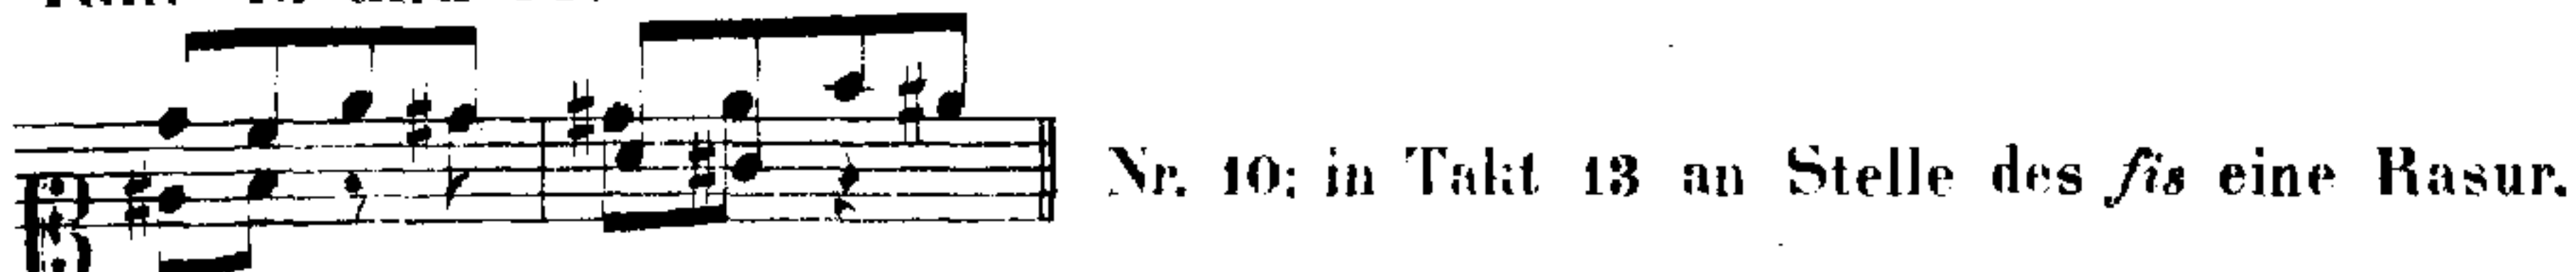 Nr. 10; in Takt 13 an Stelle des fis eine Rasur.